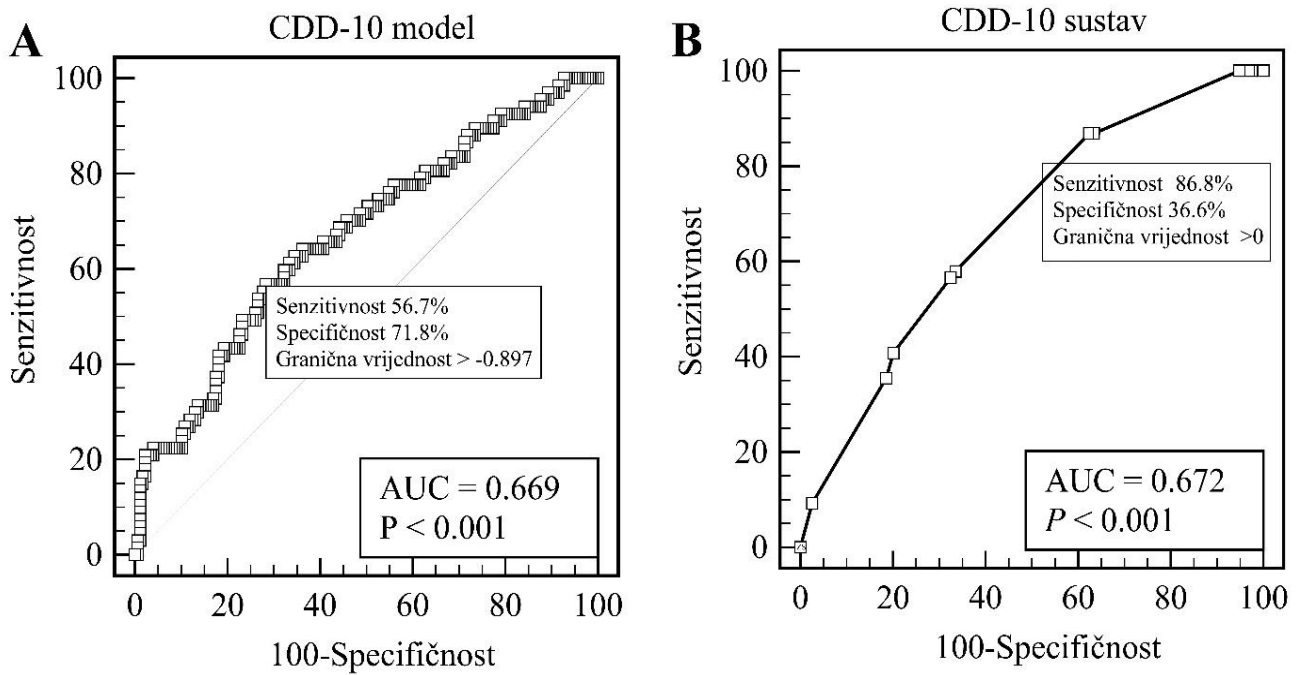 A
CDD-10 model
Senzitivnost
100
80
60
40
20
0
Senzitivnost 56.7%
Specifičnost 71.8%
Granična vrijednost > -0.897
AUC = 0.669
P < 0.001
0 20 40 60 80 100
100-Specifičnost
B
CDD-10 sustav
Senzitivnost
100
80
60
40
20
0
Senzitivnost 86.8%
Specifičnost 36.6%
Granična vrijednost >0
AUC = 0.672
P < 0.001
0 20 40 60 80 100
100-Specifičnost